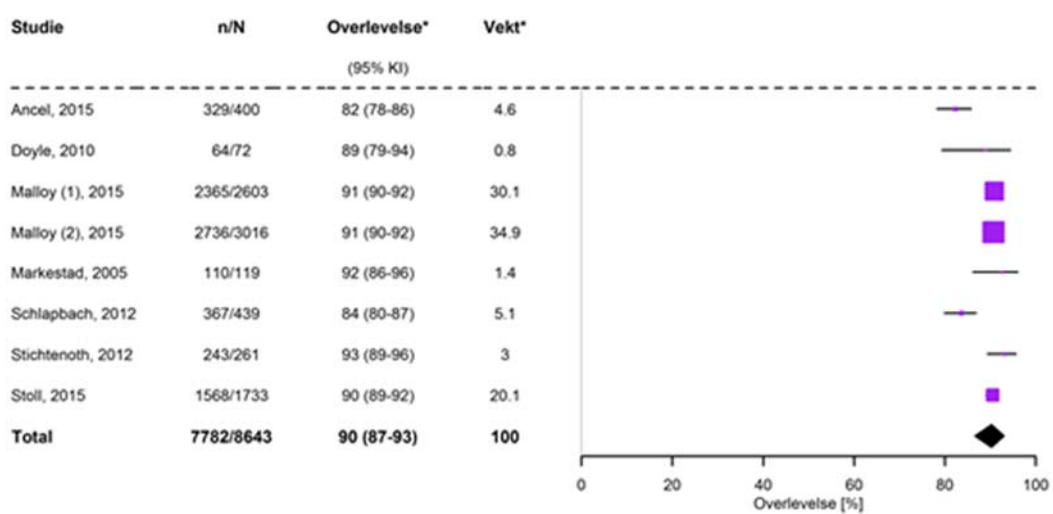 Studie n/N Overlevelse* Vekt*
(95% KI)
Ancel, 2015 329/400 82 (78-86) 4.6
Doyle, 2010 64/72 89 (79-94) 0.8
Malloy (1), 2015 2365/2603 91 (90-92) 30.1
Malloy (2), 2015 2736/3016 91 (90-92) 34.9
Markestad, 2005 110/119 92 (86-96) 1.4
Schlapbach, 2012 367/439 84 (80-87) 5.1
Stichtenoth, 2012 243/261 93 (89-96) 3
Stoll, 2015 1568/1733 90 (89-92) 20.1
Total 7782/8643 90 (87-93) 100
0 20 40 60 80 100
Overlevelse [%]